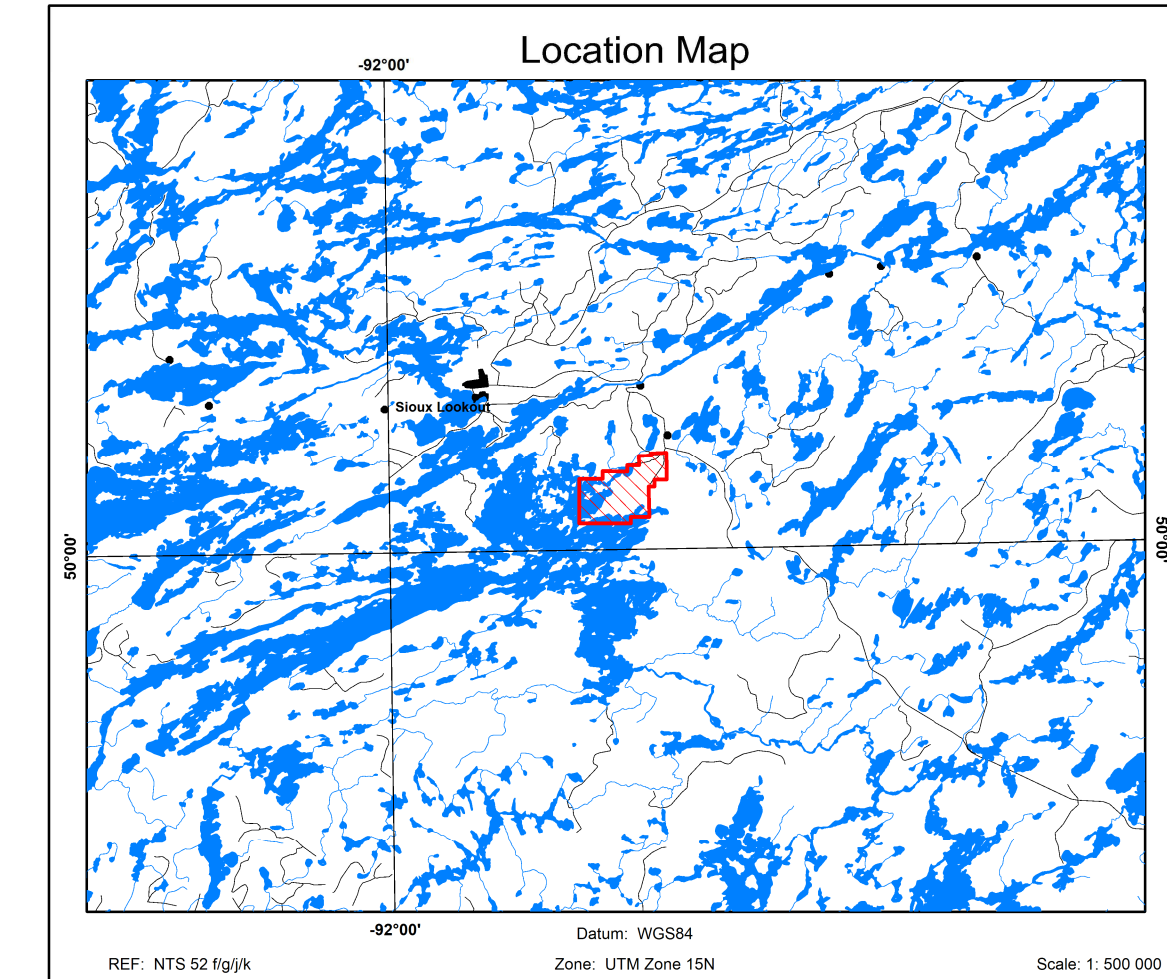 Location Map
-92°00'
Sioux Lookout
50°00'
50°00'
-92°00'
Datum: WGS84
REF: NTS 52 f/g/j/k
Zone: UTM Zone 15N
Scale: 1: 500 000